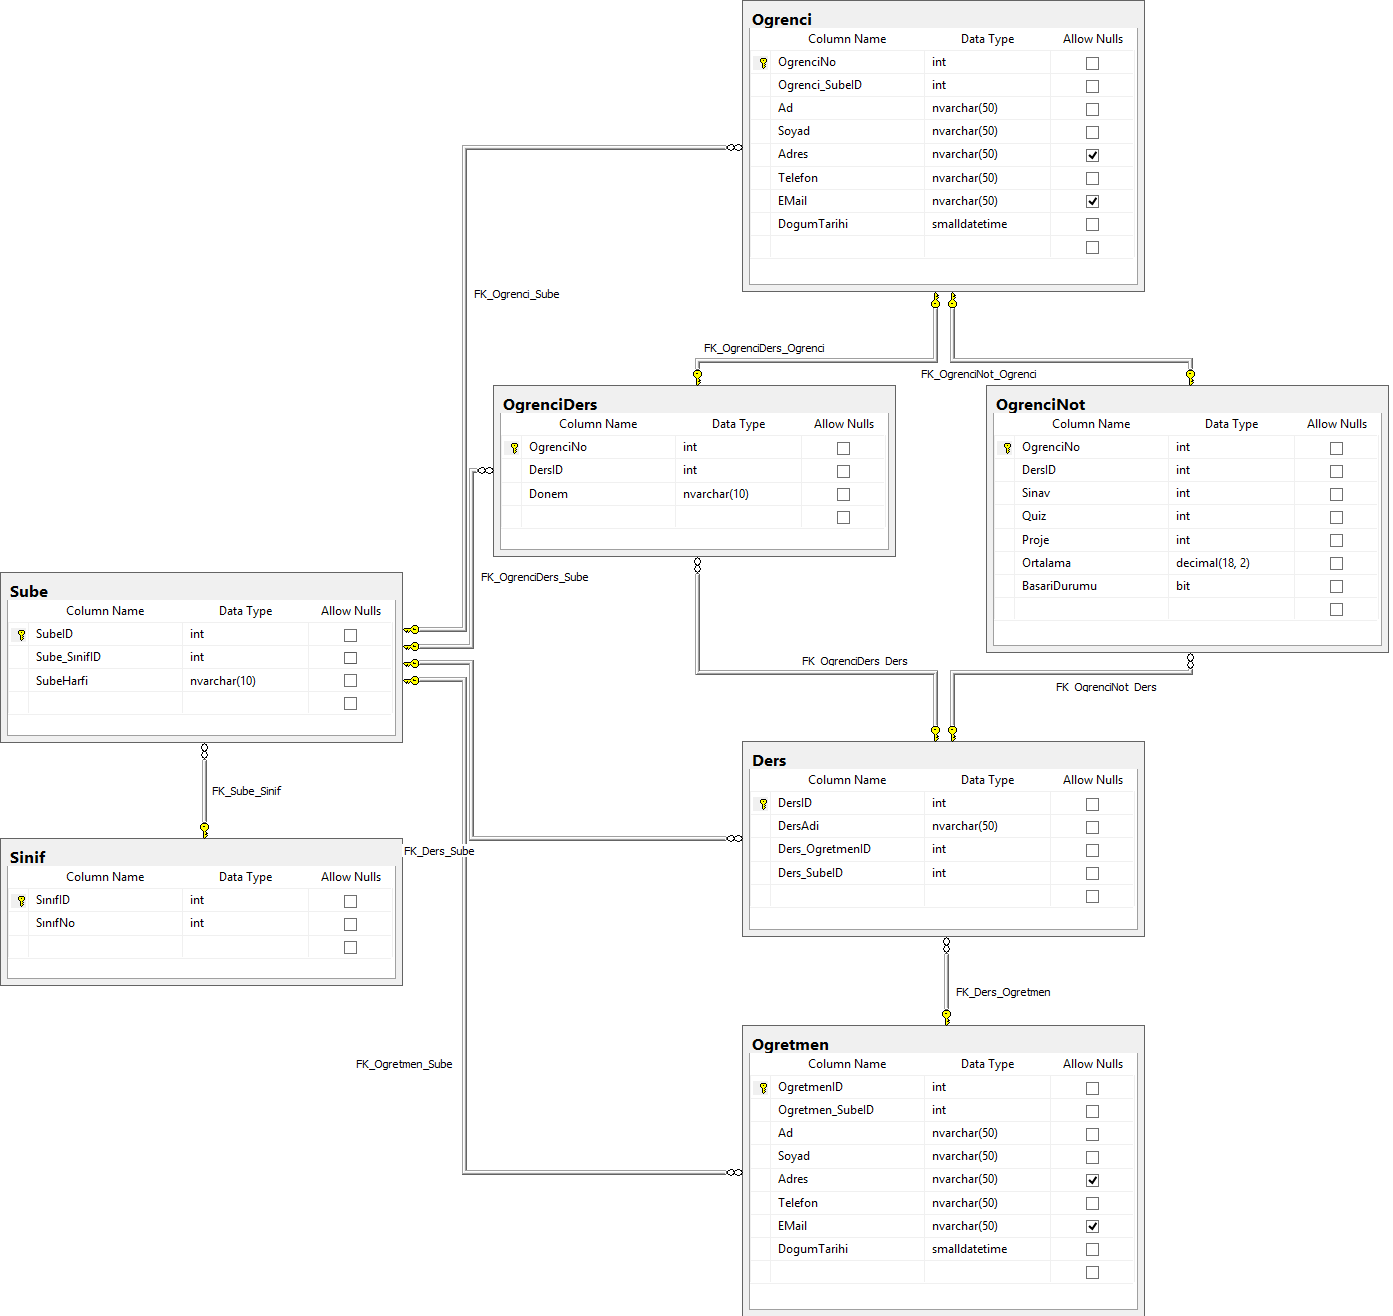 Ogrenci
Column Name Data Type Allow Nulls
OgrenciNo int
Ogrenci_SubeID int
Ad nvarchar(50)
Soyad nvarchar(50)
Adres nvarchar(50)
Telefon nvarchar(50)
EMail nvarchar(50)
DogumTarihi smalldatetime
FK_Ogrenci_Sube
FK_OgrenciDers_Ogrenci
FK_OgrenciNot_Ogrenci
OgrenciDers
Column Name Data Type Allow Nulls
OgrenciNo int
DersID int
Donem nvarchar(10)
OgrenciNot
Column Name Data Type Allow Nulls
OgrenciNo int
DersID int
Sinav int
Quiz int
Proje int
Ortalama decimal(18, 2)
BasariDurumu bit
FK_OgrenciDers_Sube
Sube
Column Name Data Type Allow Nulls
SubeID int
Sube_SınıfID int
SubeHarfi nvarchar(10)
FK_OgrenciDers_Ders
FK_OgrenciNot_Ders
FK_Sube_Sinif
Sinif
Column Name Data Type Allow Nulls
SınıfID int
SınıfNo int
FK_Ders_Sube
Ders
Column Name Data Type Allow Nulls
DersID int
DersAdi nvarchar(50)
Ders_OgretmenID int
Ders_SubeID int
FK_Ders_Ogretmen
FK_Ogretmen_Sube
Ogretmen
Column Name Data Type Allow Nulls
OgretmenID int
Ogretmen_SubeID int
Ad nvarchar(50)
Soyad nvarchar(50)
Adres nvarchar(50)
Telefon nvarchar(50)
EMail nvarchar(50)
DogumTarihi smalldatetime